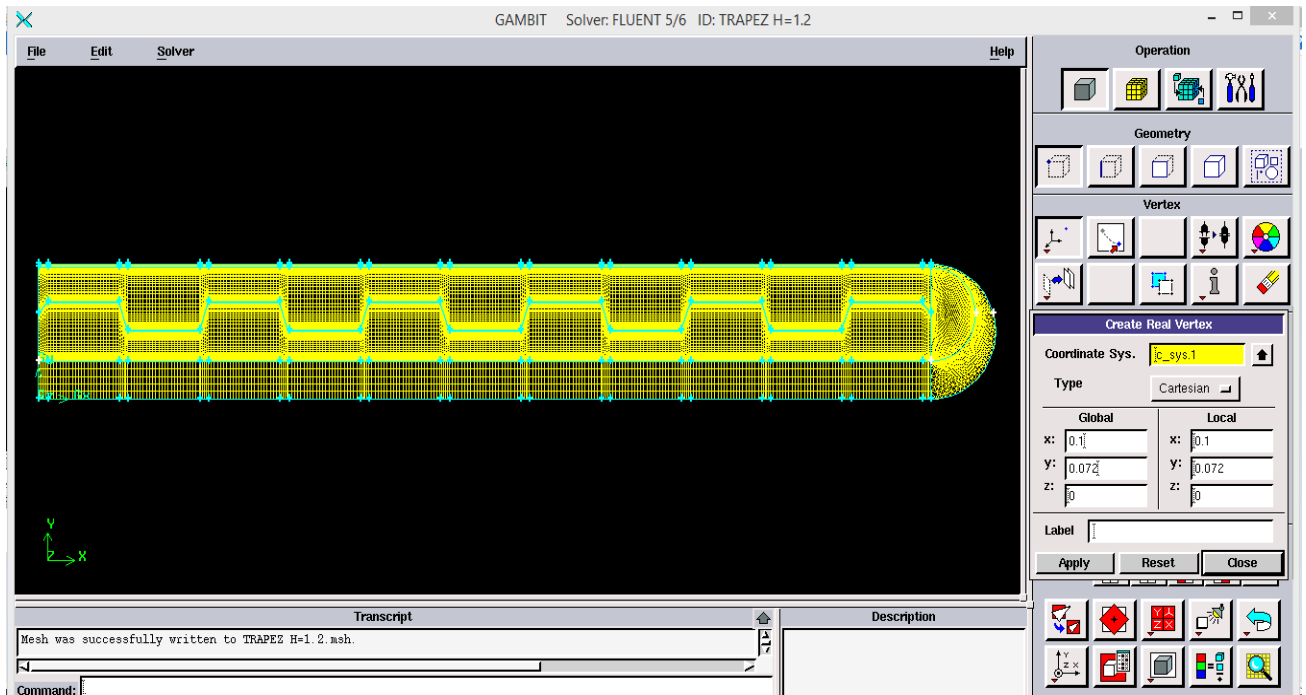 GAMBIT Solver: FLUENT 5/6 ID: TRAPEZ H=1.2
File Edit Solver Help
Operation
Geometry
Vertex
Create Real Vertex
Coordinate Sys. c_sys.1
Type Cartesian
Global Local
x: 0.1 x: 0.1
y: 0.072 y: 0.072
z: 0 z: 0
Label
Apply Reset Close
Y
Z X
Transcript Description
Mesh was successfully written to TRAPEZ H=1.2.msh.
Command: